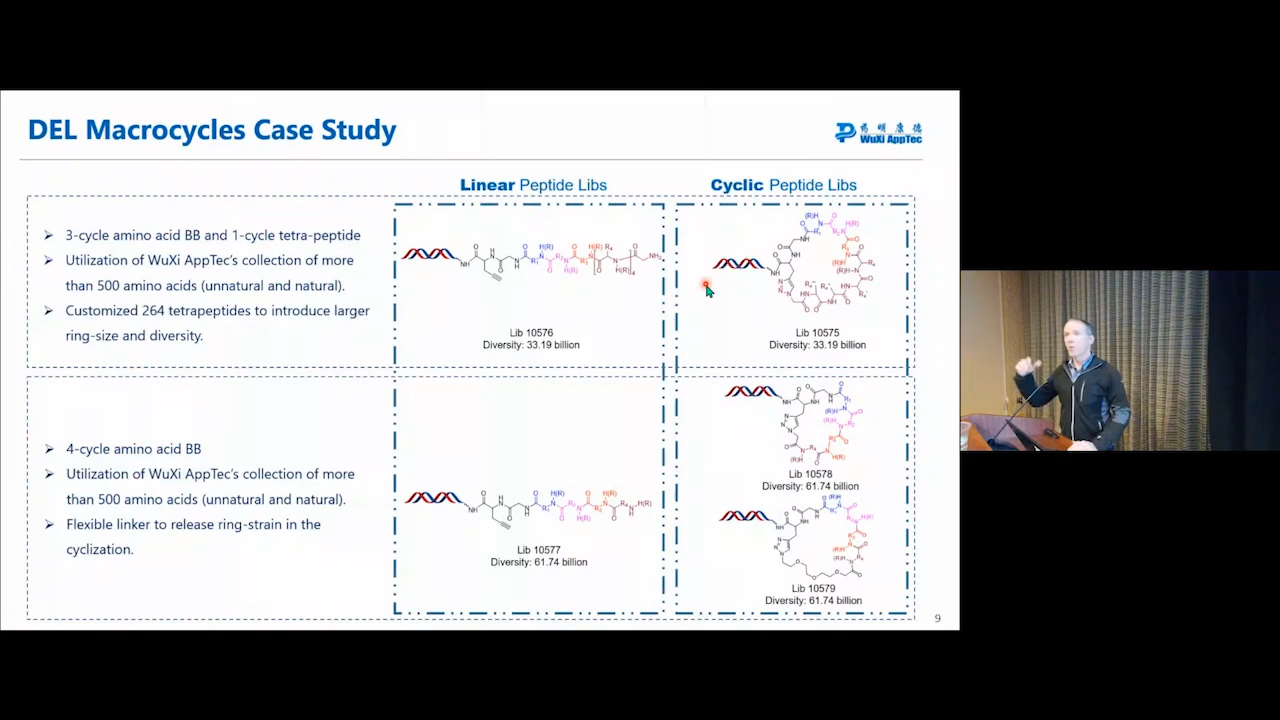 DEL Macrocycles Case Study
药明康德
WuXi AppTec
Linear Peptide Libs
Cyclic Peptide Libs
➢ 3-cycle amino acid BB and 1-cycle tetra-peptide
➢ Utilization of WuXi AppTec's collection of more
than 500 amino acids (unnatural and natural).
➢ Customized 264 tetrapeptides to introduce larger
ring-size and diversity.
Lib 10576
Diversity: 33.19 billion
Lib 10575
Diversity: 33.19 billion
➢ 4-cycle amino acid BB
➢ Utilization of WuXi AppTec's collection of more
than 500 amino acids (unnatural and natural).
➢ Flexible linker to release ring-strain in the
cyclization.
Lib 10577
Diversity: 61.74 billion
Lib 10578
Diversity: 61.74 billion
Lib 10579
Diversity: 61.74 billion
9